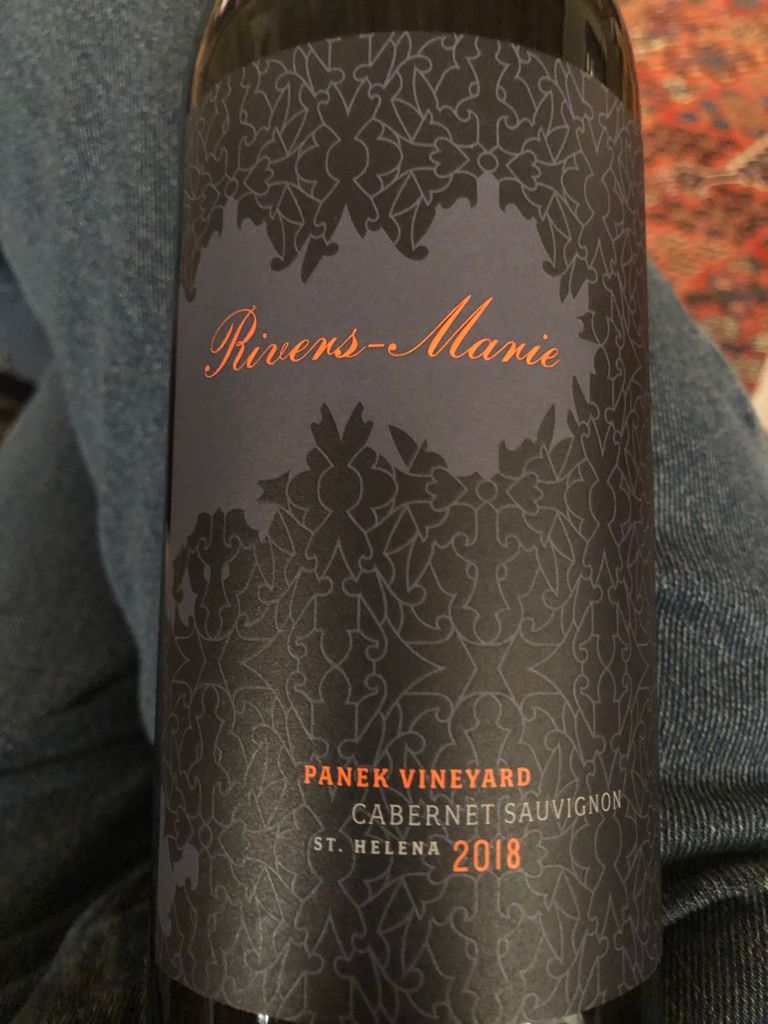 Rivers-Marie
PANEK VINEYARD
CABERNET SAUVIGNON
ST. HELENA 2018